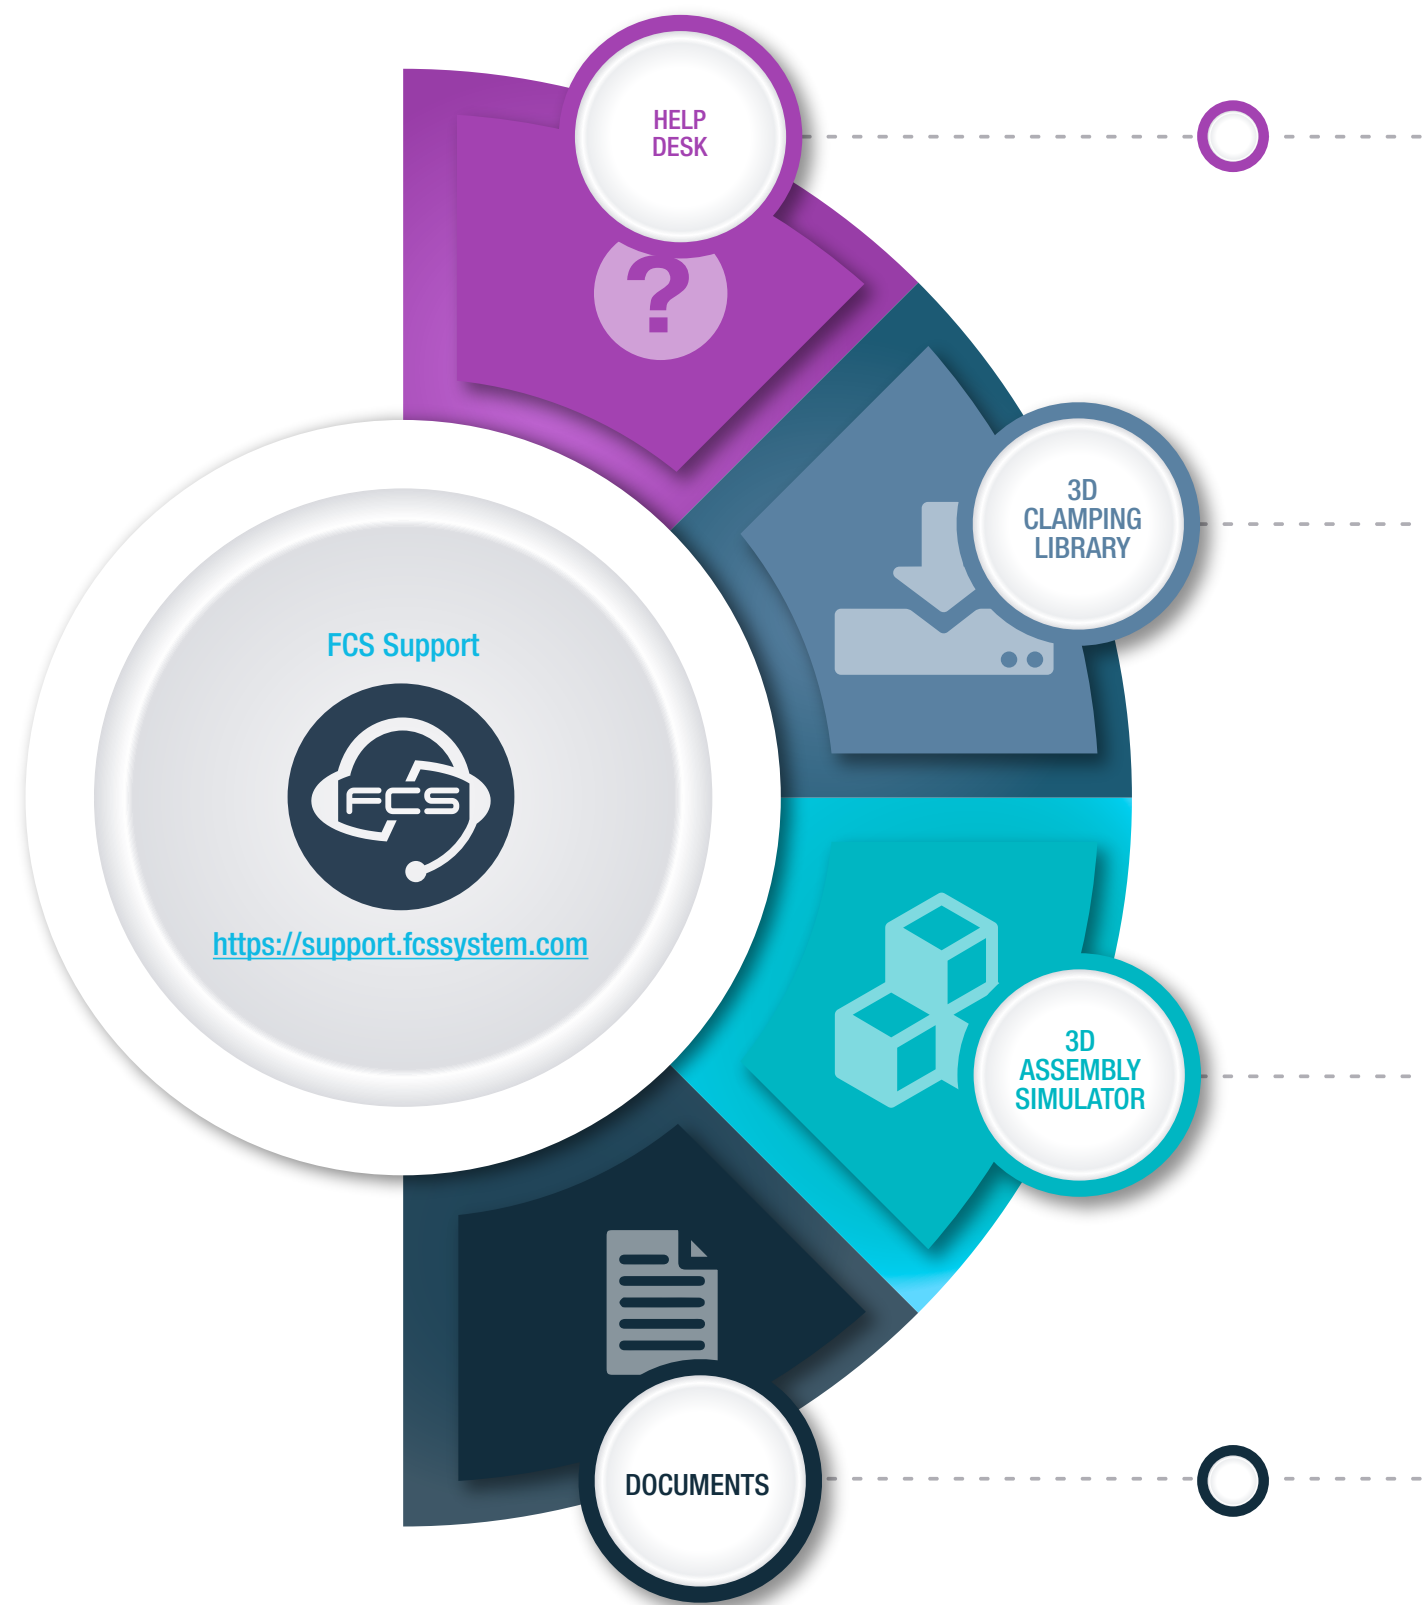 HELP
DESK
3D
CLAMPING
LIBRARY
FCS Support
FCS
https://support.fcssystem.com
3D
ASSEMBLY
SIMULATOR
DOCUMENTS